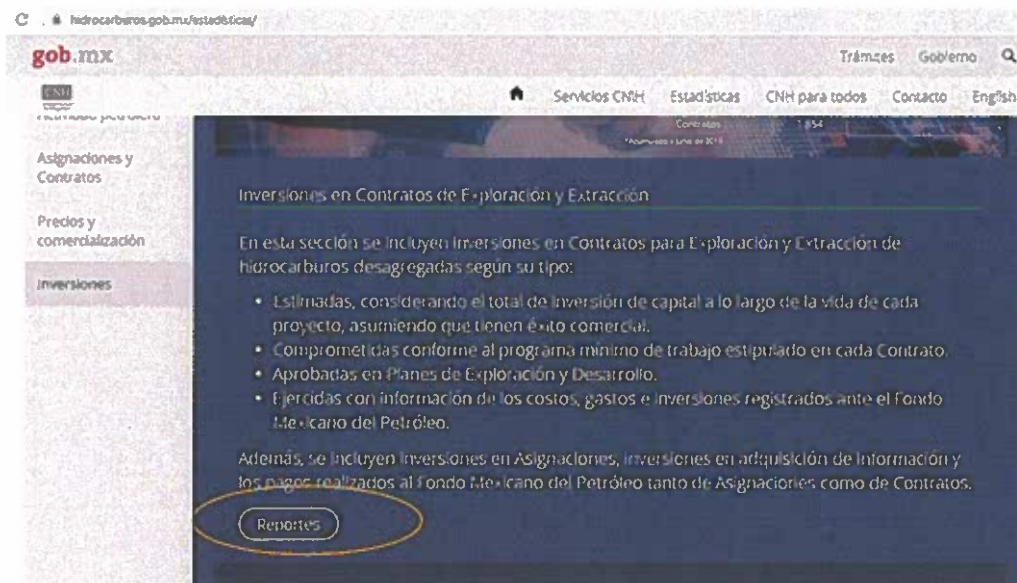 hidrocarburos.gob.mx/estadisticas/
gob.mx
Trámites Gobierno
CNH
Servicios CNIH Estadísticas CNH para todos Contacto English
Actividad petrolera
Contratos 1,854
Asignaciones y
Contratos
Precios y
comercialización
Inversiones
Inversiones en Contratos de Exploración y Extracción
En esta sección se incluyen inversiones en Contratos para Exploración y Extracción de
hidrocarburos desagregadas según su tipo:
• Estimadas, considerando el total de inversión de capital a lo largo de la vida de cada
proyecto, asumiendo que tienen éxito comercial.
• Comprometidas conforme al programa mínimo de trabajo estipulado en cada Contrato.
• Aprobadas en Planes de Exploración y Desarrollo.
• Ejercidas con información de los costos, gastos e inversiones registrados ante el Fondo
Mexicano del Petróleo.
Además, se incluyen inversiones en Asignaciones, inversiones en adquisición de información y
los pagos realizados al Fondo Mexicano del Petróleo tanto de Asignaciones como de Contratos.
Reportes